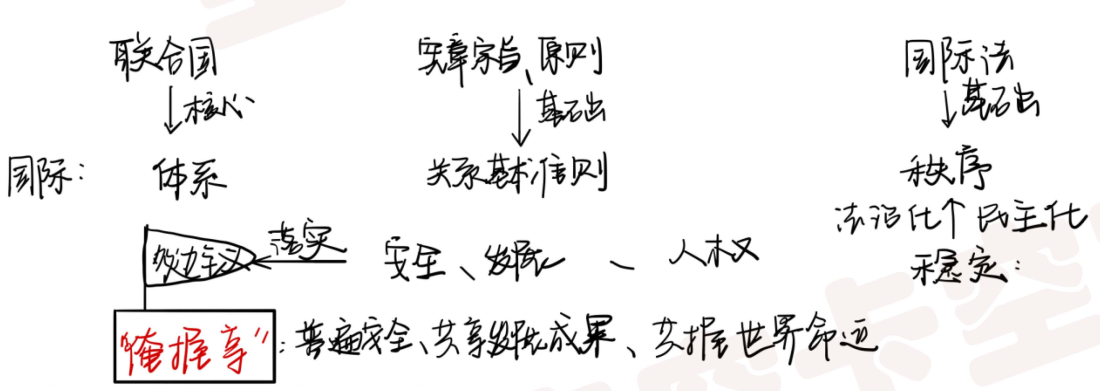 联合国 宪章宗旨、原则 国际法
↓核心 ↓基础 ↓基础
国际: 体系 关系基本准则 秩序
法治化↑民主化
多边主义 ← 落实 安全、发展、人权 稳定:
“俺握享”: 普遍安全、共享发展成果、共握世界命运